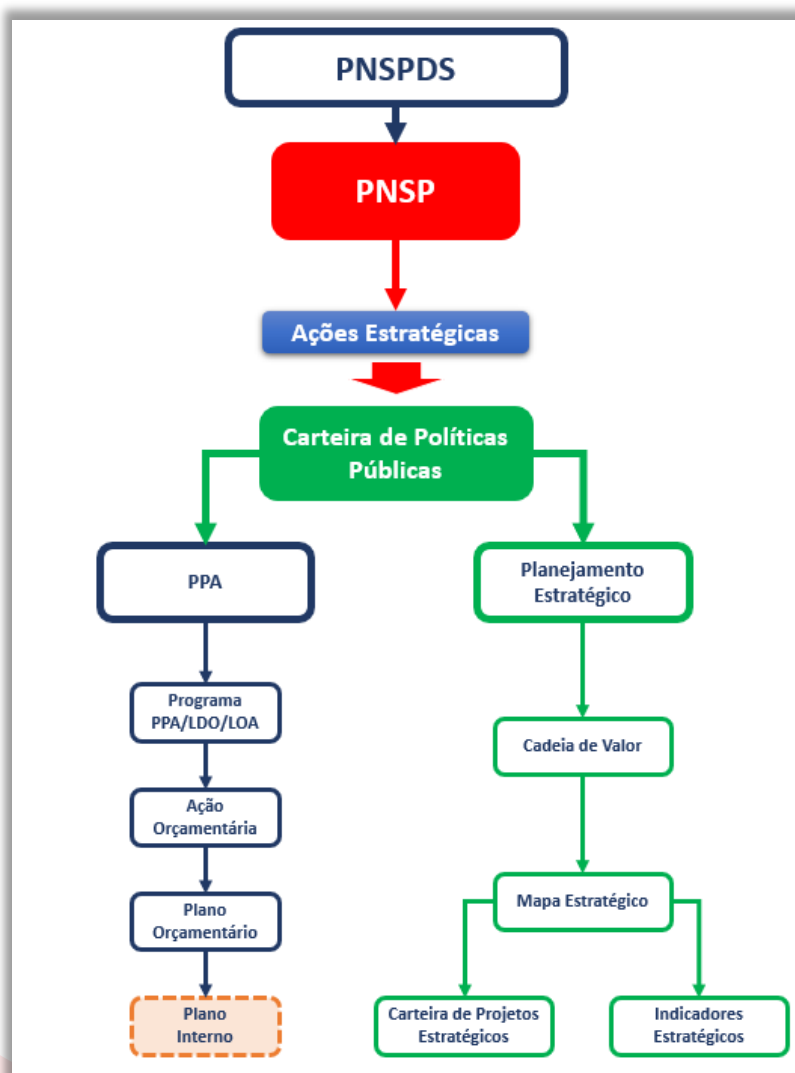 PNSPDS
PNSP
Ações Estratégicas
Carteira de Políticas
Públicas
PPA
Planejamento
Estratégico
Programa
PPA/LDO/LOA
Cadeia de Valor
Ação
Orçamentária
Mapa Estratégico
Plano
Orçamentário
Plano
Interno
Carteira de Projetos
Estratégicos
Indicadores
Estratégicos